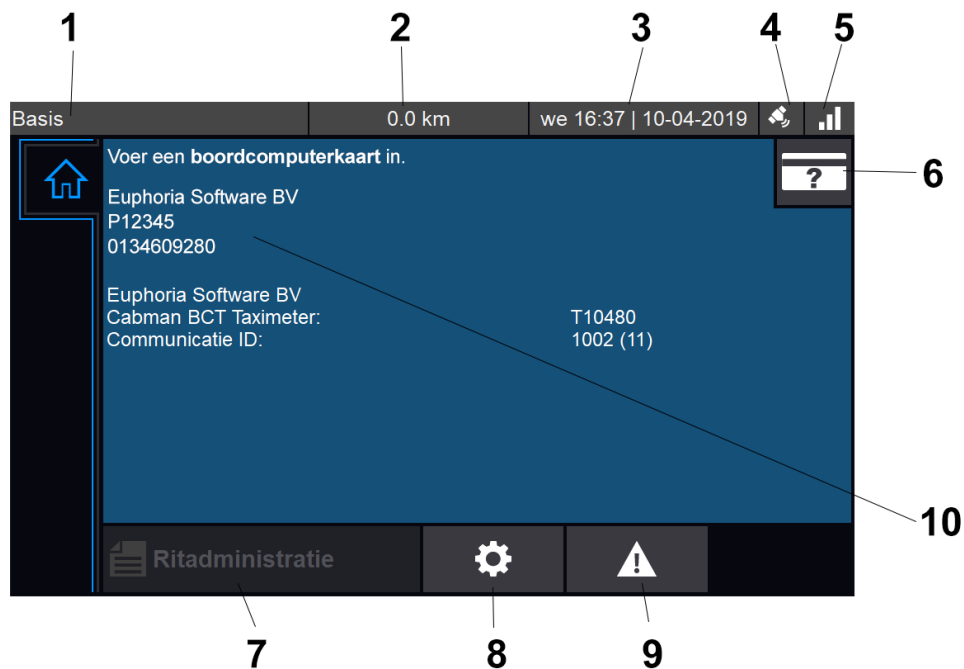 1 2 3 4 5
Basis 0.0 km we 16:37 | 10-04-2019
Voer een boordcomputerkaart in.
? 6
Euphoria Software BV
P12345
0134609280
Euphoria Software BV
Cabman BCT Taximeter: T10480
Communicatie ID: 1002 (11)
10
Ritadministratie
7 8 9